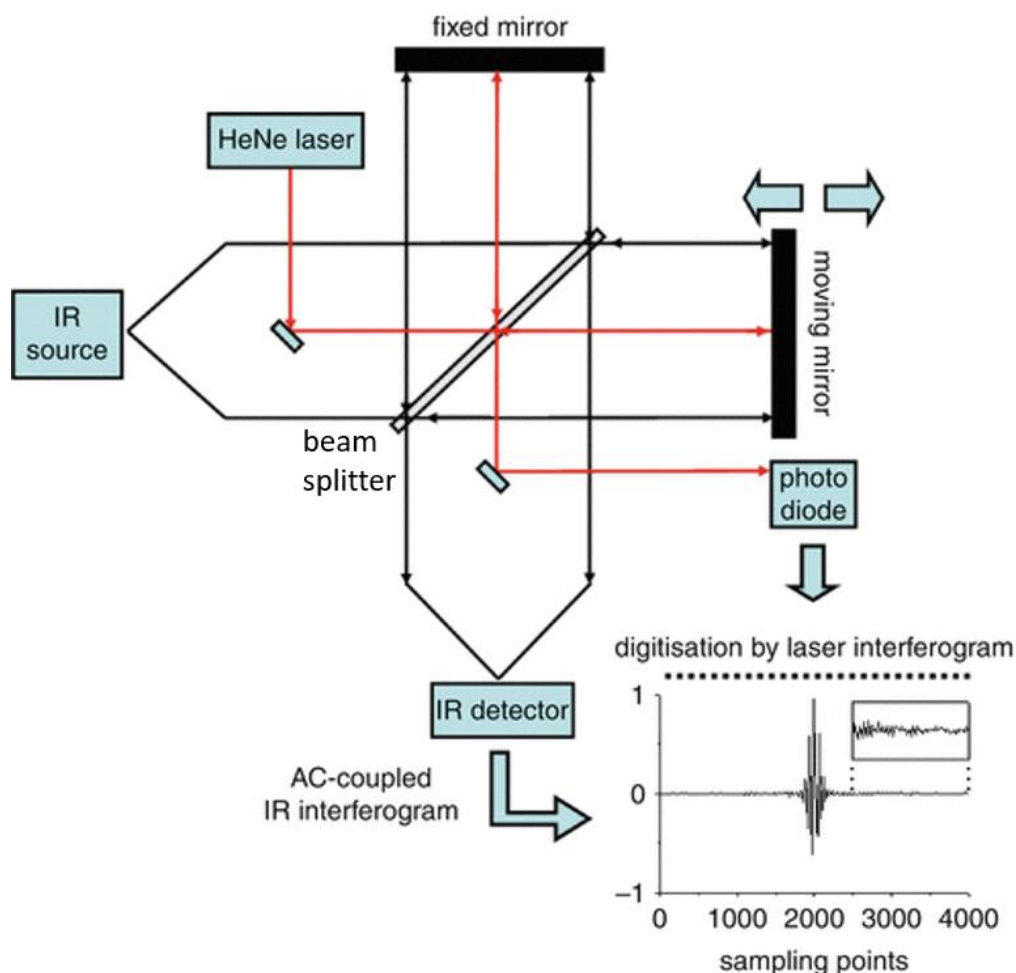 fixed mirror
HeNe laser
IR
source
moving mirror
beam
splitter
photo
diode
digitisation by laser interferogram
IR detector
AC-coupled
IR interferogram
1
0
−1
0
1000
2000
3000
4000
sampling points